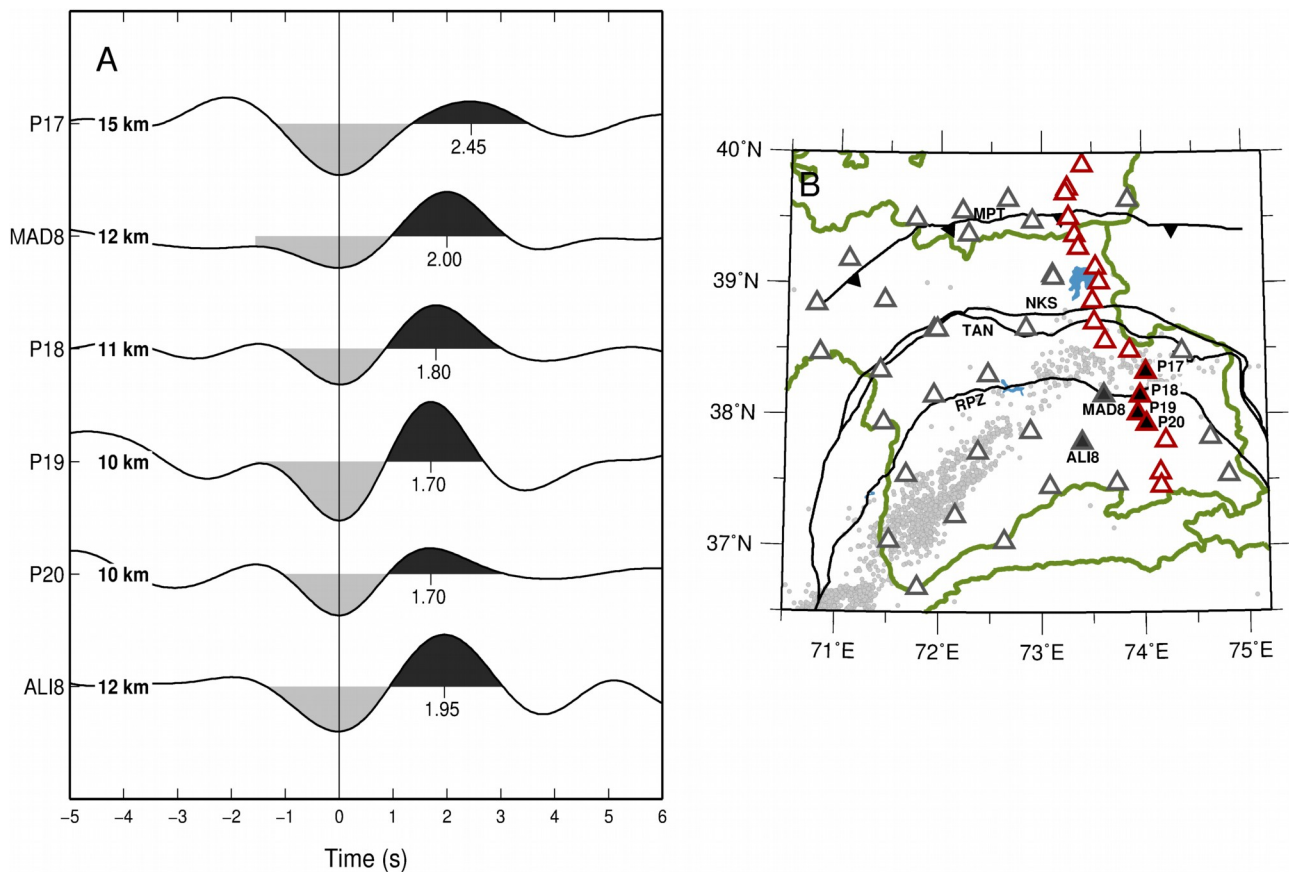 A
P17
15 km
2.45
MAD8
12 km
2.00
P18
11 km
1.80
P19
10 km
1.70
P20
10 km
1.70
ALI8
12 km
1.95
−5 −4 −3 −2 −1 0 1 2 3 4 5 6
Time (s)
B
40˚N
39˚N
38˚N
37˚N
MPT
NKS
TAN
RPZ
P17
P18
MAD8
P19
P20
ALI8
71˚E 72˚E 73˚E 74˚E 75˚E